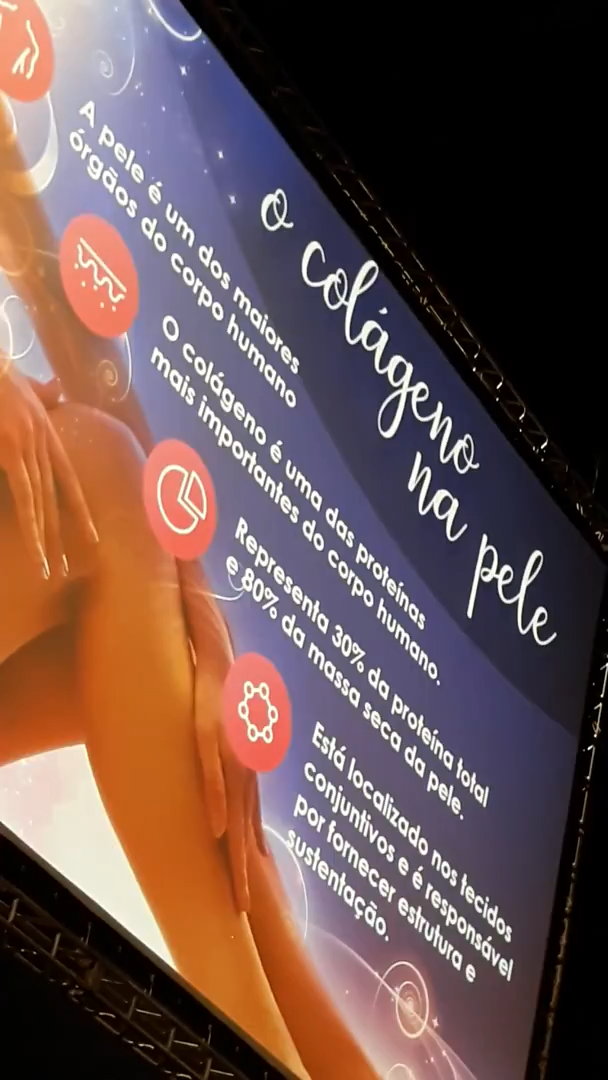 o colágeno
na pele
A pele é um dos maiores
órgãos do corpo humano
O colágeno é uma das proteínas
mais importantes do corpo humano.
Representa 30% da proteína total
e 80% da massa seca da pele.
Está localizado nos tecidos
conjuntivos e é responsável
por fornecer estrutura e
sustentação.